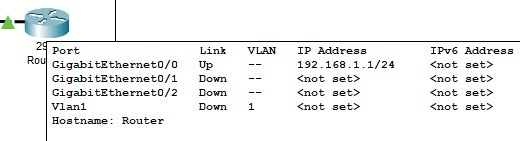 29
Rou
Port Link VLAN IP Address IPv6 Address
GigabitEthernet0/0 Up -- 192.168.1.1/24 <not set>
GigabitEthernet0/1 Down -- <not set> <not set>
GigabitEthernet0/2 Down -- <not set> <not set>
Vlan1 Down 1 <not set> <not set>
Hostname: Router